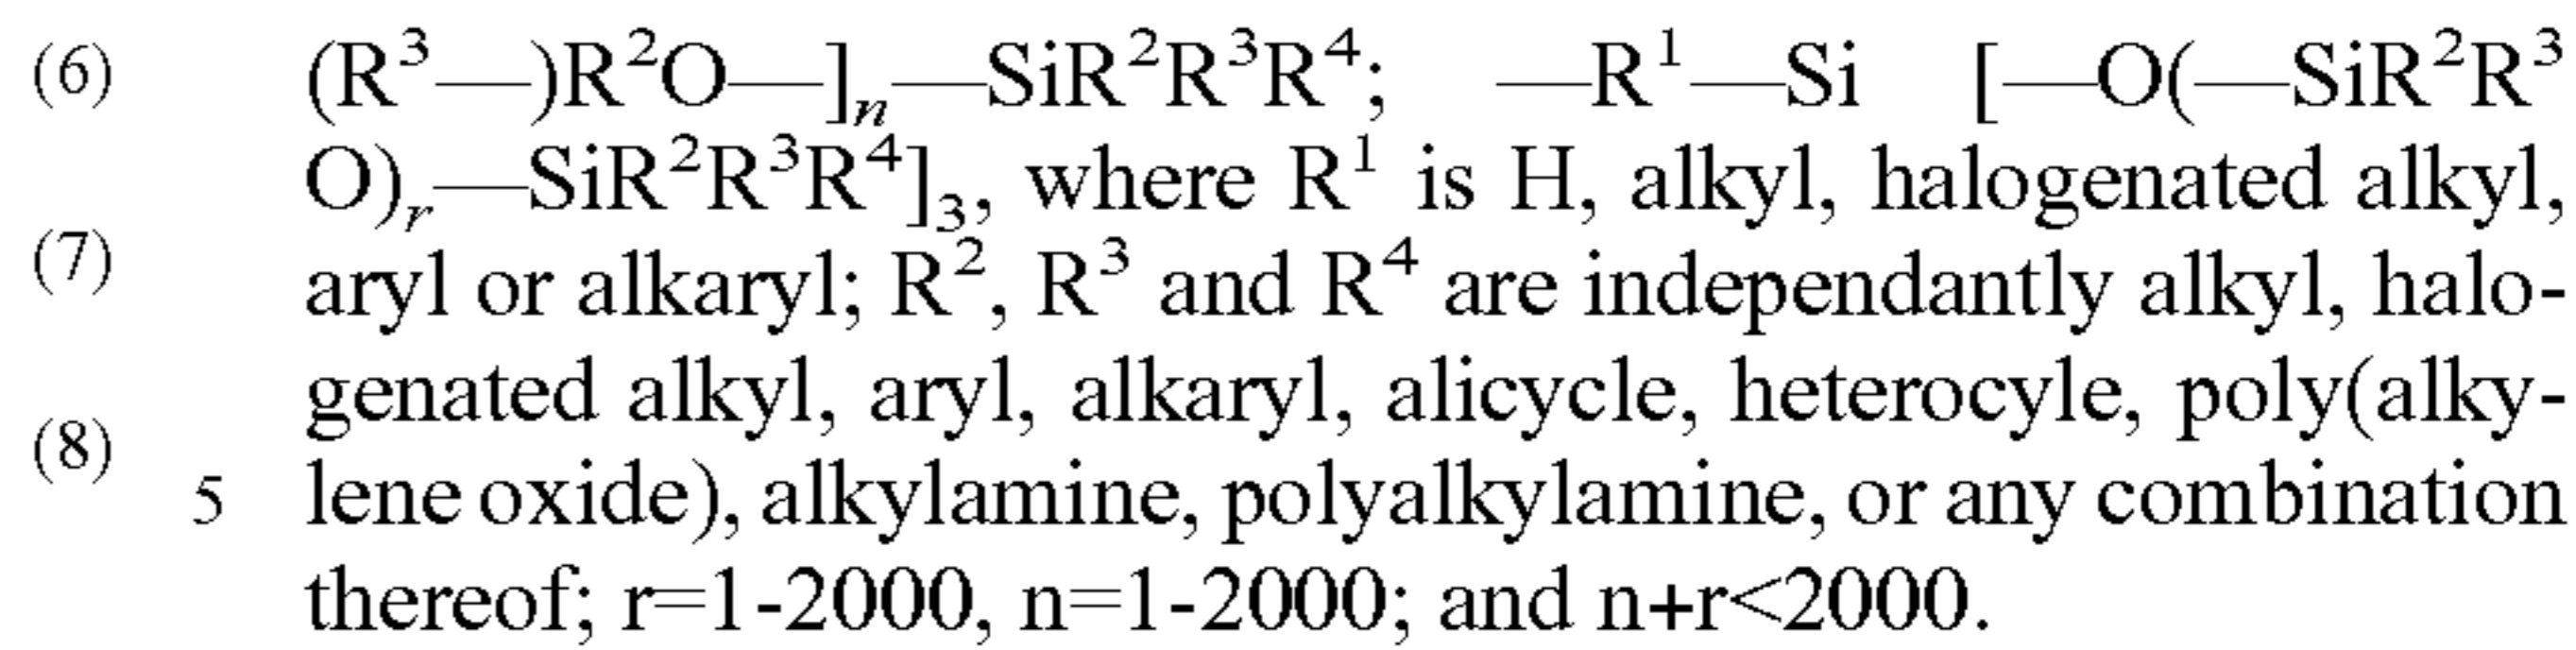 (6) (R³—)R²O—]ₙ—SiR²R³R⁴; —R¹—Si [—O(—SiR²R³
O)ᵣ—SiR²R³R⁴]₃, where R¹ is H, alkyl, halogenated alkyl,
(7) aryl or alkaryl; R², R³ and R⁴ are independantly alkyl, halo-
genated alkyl, aryl, alkaryl, alicycle, heterocyle, poly(alky-
(8) 5 lene oxide), alkylamine, polyalkylamine, or any combination
thereof; r=1-2000, n=1-2000; and n+r<2000.